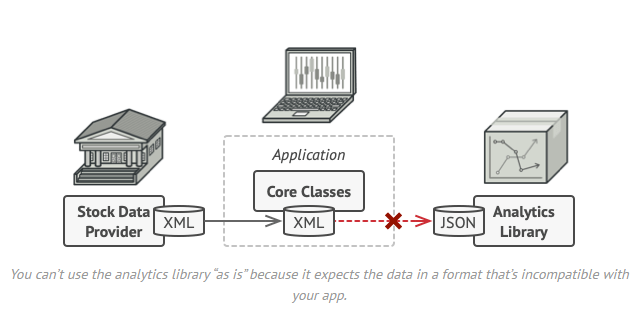 Application
Core Classes
Stock Data
Provider
XML
XML
JSON
Analytics
Library
You can't use the analytics library “as is” because it expects the data in a format that's incompatible with
your app.